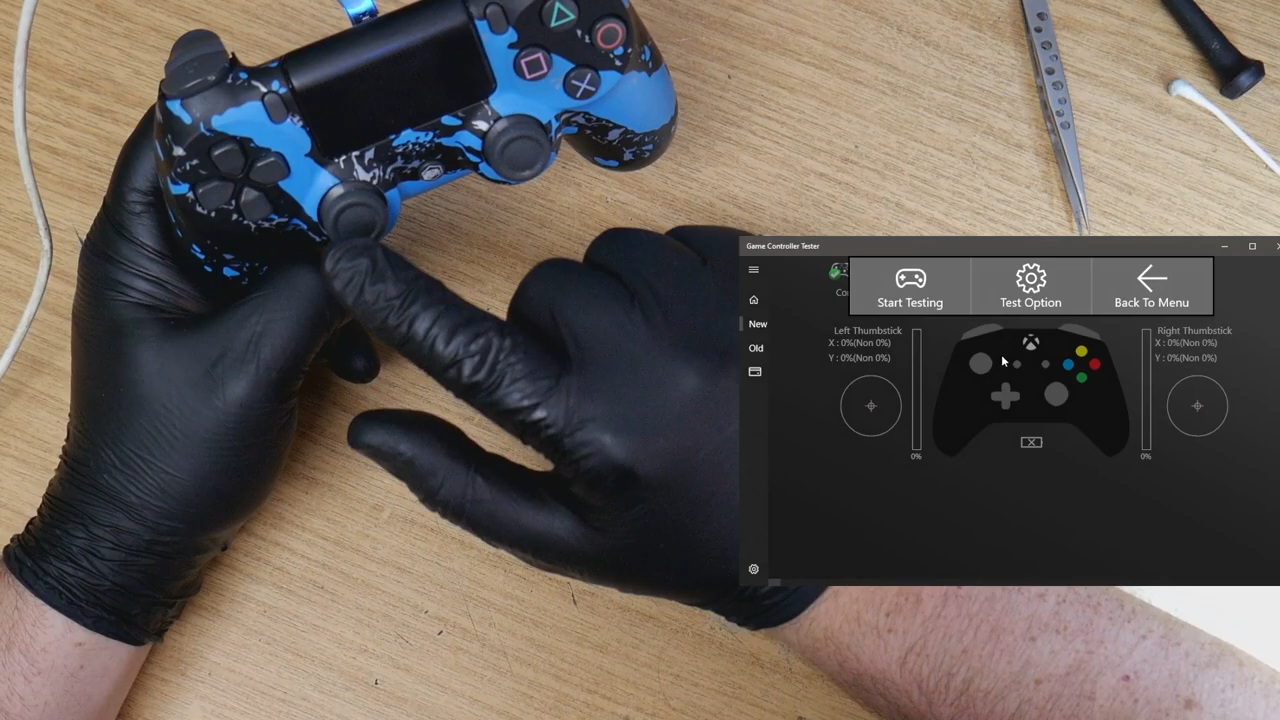 Game Controller Tester
Start Testing
Test Option
Back To Menu
New
Old
Left Thumbstick
X : 0%(Non 0%)
Y : 0%(Non 0%)
0%
Right Thumbstick
X : 0%(Non 0%)
Y : 0%(Non 0%)
0%